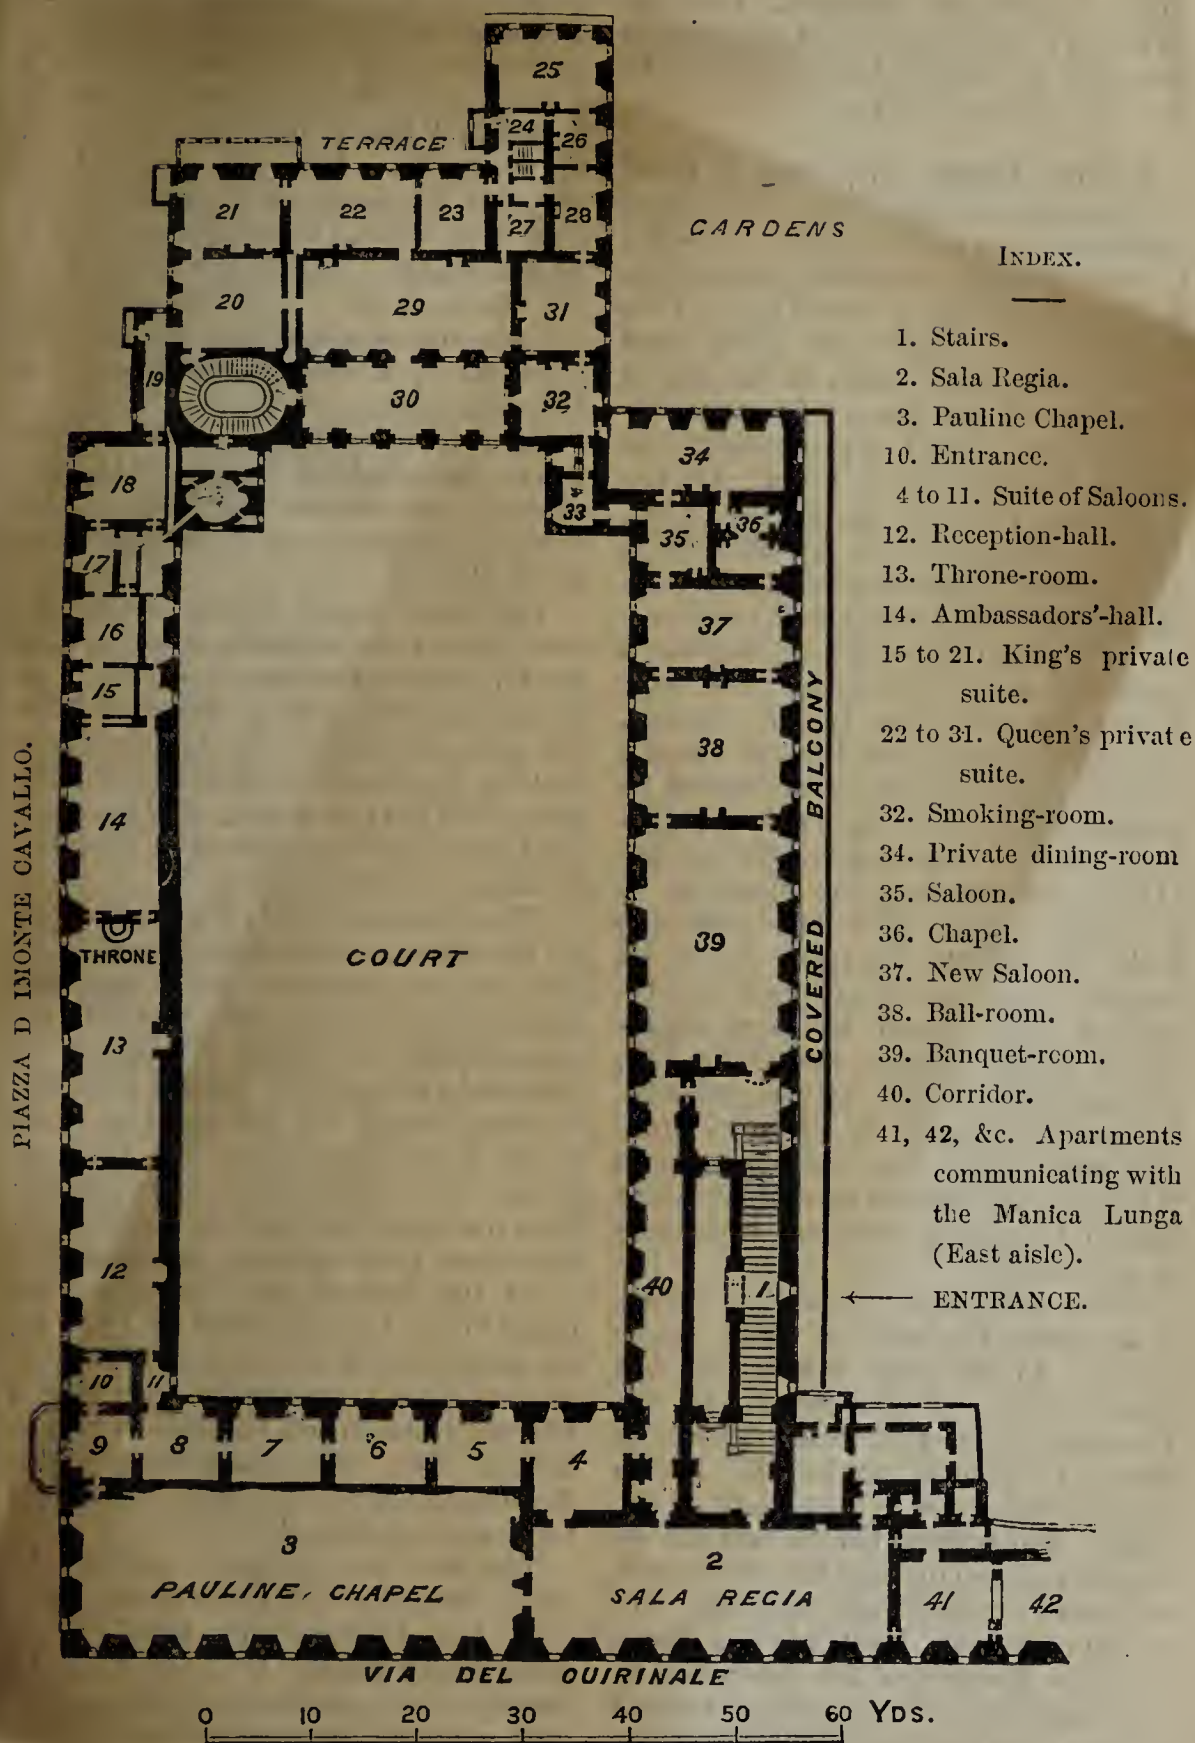 25
24
26
TERRACE
21
22
23
27
28
GARDENS
INDEX.
20
29
31
1. Stairs.
19
30
32
2. Sala Regia.
3. Pauline Chapel.
10. Entrance.
4 to 11. Suite of Saloons.
12. Reception-hall.
13. Throne-room.
14. Ambassadors'-hall.
15 to 21. King's private
suite.
22 to 31. Queen's private
suite.
32. Smoking-room.
34. Private dining-room
35. Saloon.
36. Chapel.
37. New Saloon.
38. Ball-room.
39. Banquet-room.
40. Corridor.
41, 42, &c. Apartments
communicating with
the Manica Lunga
(East aisle).
← ENTRANCE.
18
33
34
35
36
17
16
15
37
38
14
THRONE
39
COURT
13
COVERED BALCONY
PIAZZA D IMONTE CAVALLO.
12
40
1
10
11
9
8
7
6
5
4
3
PAULINE, CHAPEL
2
SALA REGIA
41
42
VIA DEL QUIRINALE
0 10 20 30 40 50 60 YDS.